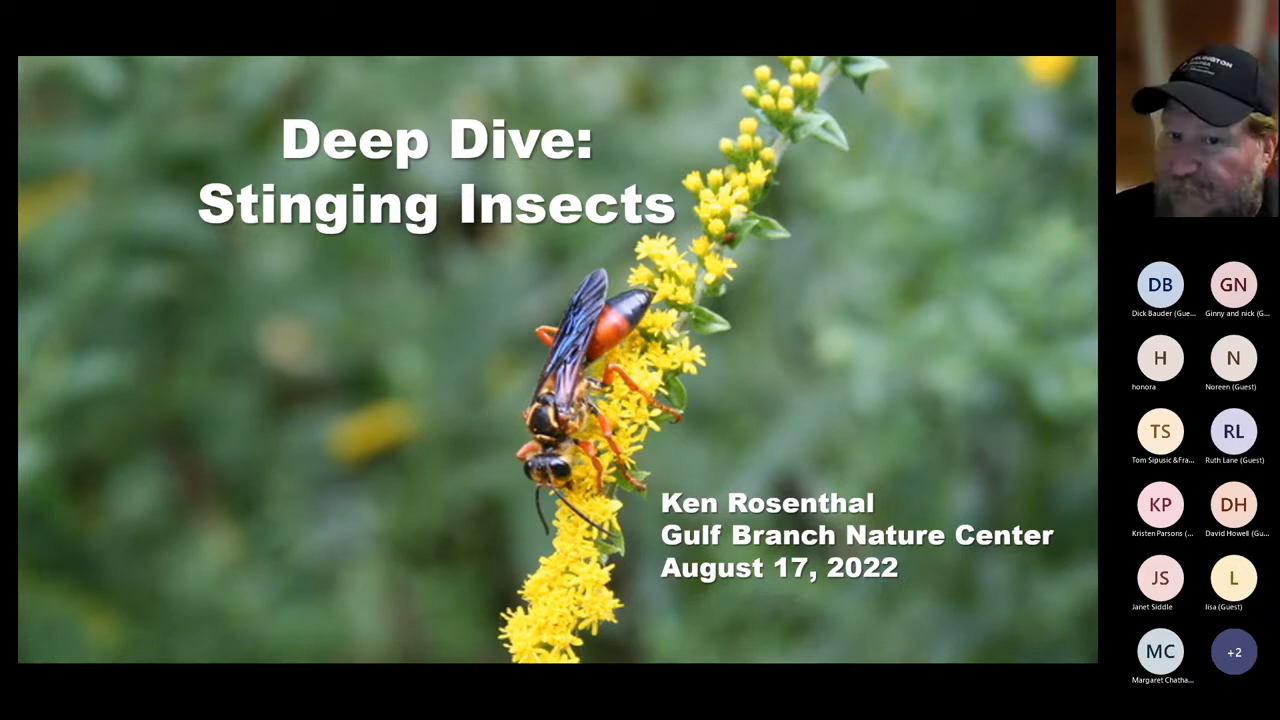 Deep Dive:
Stinging Insects
Ken Rosenthal
Gulf Branch Nature Center
August 17, 2022
DB
GN
Dick Bauder (Gue...
Ginny and nick (G...
H
N
honora
Noreen (Guest)
TS
RL
Tom Sipusic &Fra...
Ruth Lane (Guest)
KP
DH
Kristen Parsons (...
David Howell (Gu...
JS
L
Janet Siddle
lisa (Guest)
MC
+2
Margaret Chatha...